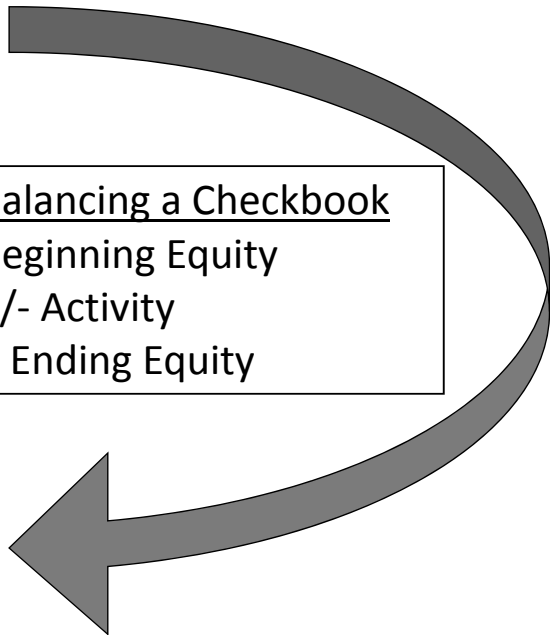 alancing a Checkbook
eginning Equity
/- Activity
Ending Equity